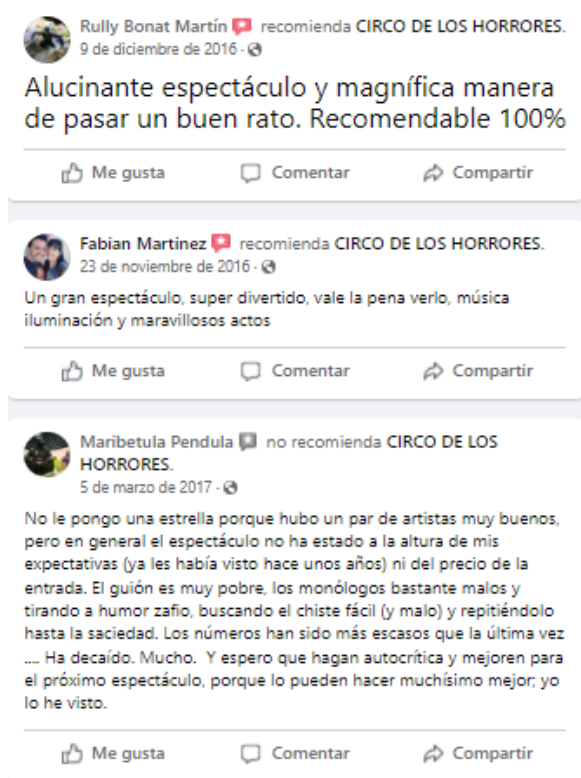 Rully Bonat Martín recomienda CIRCO DE LOS HORRORES.
9 de diciembre de 2016 ·
Alucinante espectáculo y magnífica manera
de pasar un buen rato. Recomendable 100%
Me gusta Comentar Compartir
Fabian Martinez recomienda CIRCO DE LOS HORRORES.
23 de noviembre de 2016 ·
Un gran espectáculo, super divertido, vale la pena verlo, música
iluminación y maravillosos actos
Me gusta Comentar Compartir
Maribetula Pendula no recomienda CIRCO DE LOS
HORRORES.
5 de marzo de 2017 ·
No le pongo una estrella porque hubo un par de artistas muy buenos,
pero en general el espectáculo no ha estado a la altura de mis
expectativas (ya les había visto hace unos años) ni del precio de la
entrada. El guión es muy pobre, los monólogos bastante malos y
tirando a humor zafio, buscando el chiste fácil (y malo) y repitiéndolo
hasta la saciedad. Los números han sido más escasos que la última vez
.... Ha decaído. Mucho. Y espero que hagan autocrítica y mejoren para
el próximo espectáculo, porque lo pueden hacer muchísimo mejor; yo
lo he visto.
Me gusta Comentar Compartir